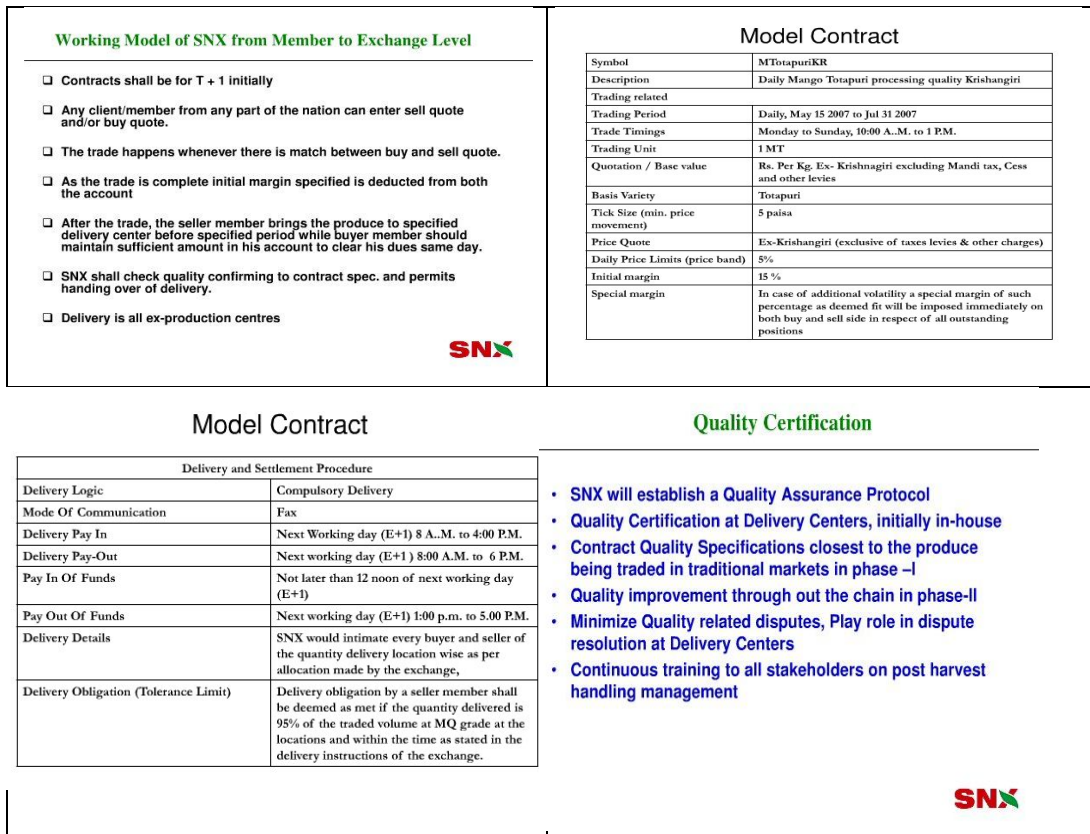 Working Model of SNX from Member to Exchange Level
❑ Contracts shall be for T + 1 initially
❑ Any client/member from any part of the nation can enter sell quote
and/or buy quote.
❑ The trade happens whenever there is match between buy and sell quote.
❑ As the trade is complete initial margin specified is deducted from both
the account
❑ After the trade, the seller member brings the produce to specified
delivery center before specified period while buyer member should
maintain sufficient amount in his account to clear his dues same day.
❑ SNX shall check quality confirming to contract spec. and permits
handing over of delivery.
❑ Delivery is all ex-production centres
SNX
Model Contract
Symbol MTotapuriKR
Description Daily Mango Totapuri processing quality Krishangiri
Trading related
Trading Period Daily, May 15 2007 to Jul 31 2007
Trade Timings Monday to Sunday, 10:00 A..M. to 1 P.M.
Trading Unit 1 MT
Quotation / Base value Rs. Per Kg. Ex- Krishnagiri excluding Mandi tax, Cess
and other levies
Basis Variety Totapuri
Tick Size (min. price 5 paisa
movement)
Price Quote Ex-Krishangiri (exclusive of taxes levies & other charges)
Daily Price Limits (price band) 5%
Initial margin 15 %
Special margin In case of additional volatility a special margin of such
percentage as deemed fit will be imposed immediately on
both buy and sell side in respect of all outstanding
positions
Model Contract
Delivery and Settlement Procedure
Delivery Logic Compulsory Delivery
Mode Of Communication Fax
Delivery Pay In Next Working day (E+1) 8 A..M. to 4:00 P.M.
Delivery Pay-Out Next working day (E+1 ) 8:00 A.M. to 6 P.M.
Pay In Of Funds Not later than 12 noon of next working day
(E+1)
Pay Out Of Funds Next working day (E+1) 1:00 p.m. to 5.00 P.M.
Delivery Details SNX would intimate every buyer and seller of
the quantity delivery location wise as per
allocation made by the exchange,
Delivery Obligation (Tolerance Limit) Delivery obligation by a seller member shall
be deemed as met if the quantity delivered is
95% of the traded volume at MQ grade at the
locations and within the time as stated in the
delivery instructions of the exchange.
Quality Certification
• SNX will establish a Quality Assurance Protocol
• Quality Certification at Delivery Centers, initially in-house
• Contract Quality Specifications closest to the produce
being traded in traditional markets in phase –I
• Quality improvement through out the chain in phase-II
• Minimize Quality related disputes, Play role in dispute
resolution at Delivery Centers
• Continuous training to all stakeholders on post harvest
handling management
SNX